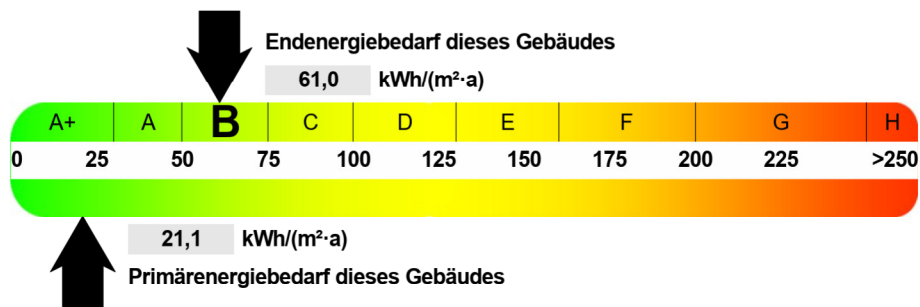 Endenergiebedarf dieses Gebäudes
61,0 kWh/(m²·a)
A+ A B C D E F G H
0 25 50 75 100 125 150 175 200 225 >250
21,1 kWh/(m²·a)
Primärenergiebedarf dieses Gebäudes